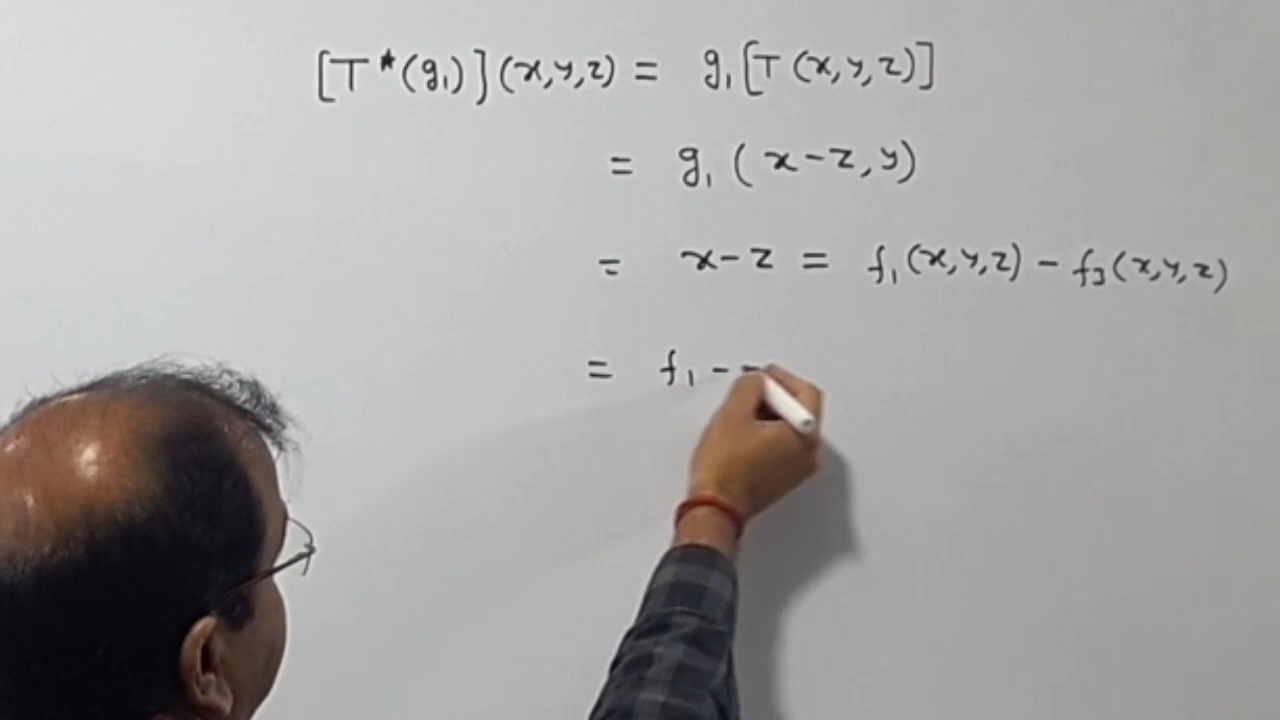 [T*(g₁)](x,y,z) = g₁[T(x,y,z)]
= g₁(x-z,y)
= x-z = f₁(x,y,z) - f₃(x,y,z)
= f₁ -